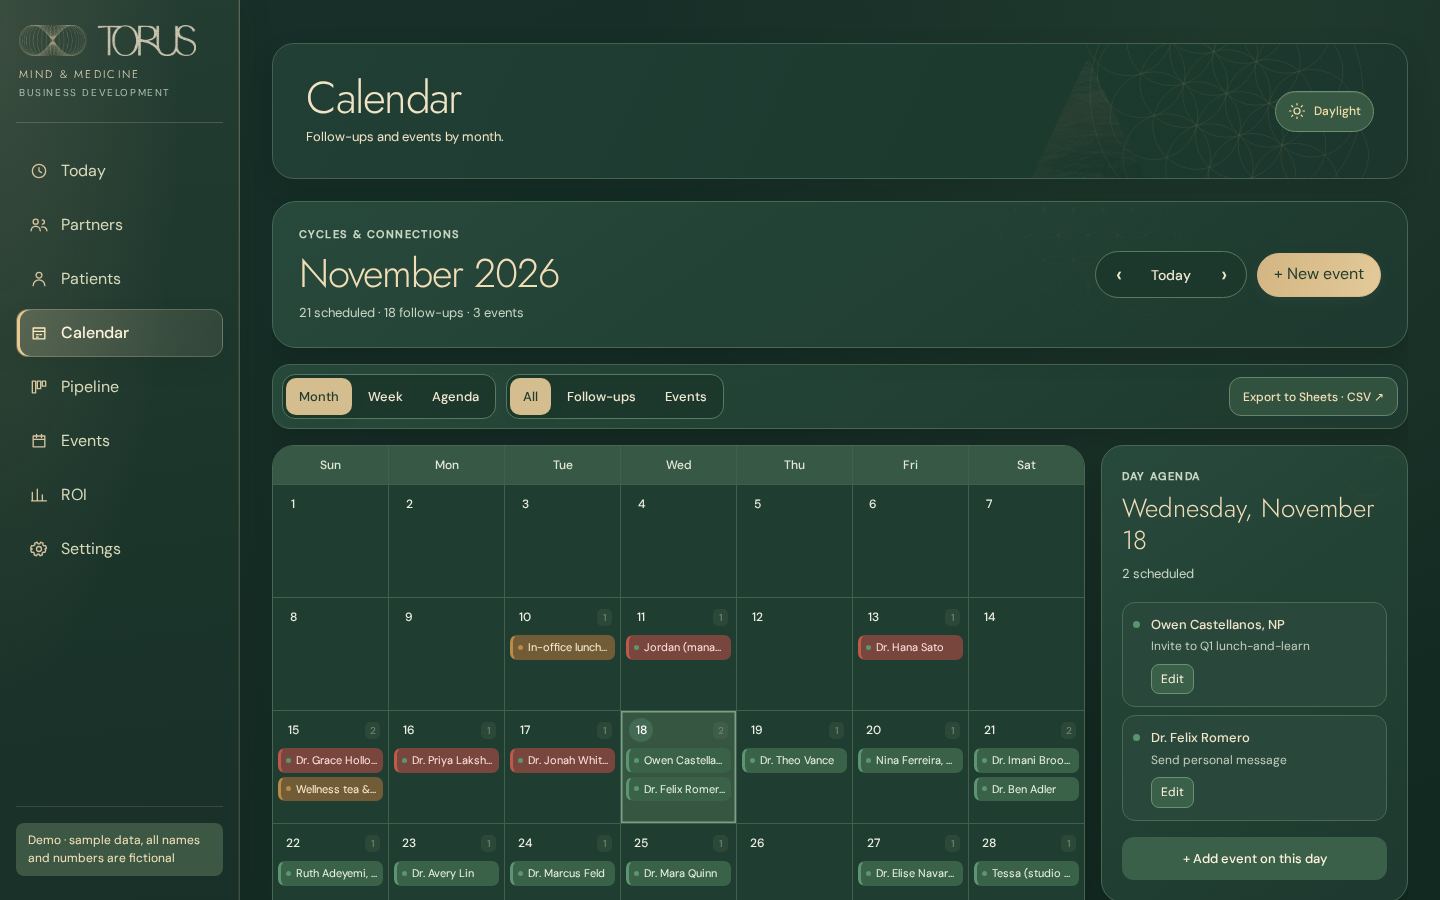 TORUS
MIND & MEDICINE
BUSINESS DEVELOPMENT
Today
Partners
Patients
Calendar
Pipeline
Events
ROI
Settings
Demo · sample data, all names
and numbers are fictional
Calendar
Follow-ups and events by month.
Daylight
CYCLES & CONNECTIONS
November 2026
21 scheduled · 18 follow-ups · 3 events
‹ Today ›
+ New event
Month Week Agenda
All Follow-ups Events
Export to Sheets · CSV ↗
Sun Mon Tue Wed Thu Fri Sat
1 2 3 4 5 6 7
8 9 10 1 11 1 12 13 1 14
In-office lunch... Jordan (mana... Dr. Hana Sato
15 2 16 1 17 1 18 2 19 1 20 1 21 2
Dr. Grace Hollo... Dr. Priya Laksh... Dr. Jonah Whit... Owen Castella... Dr. Theo Vance Nina Ferreira, ... Dr. Imani Broo...
Wellness tea &... Dr. Felix Romer... Dr. Ben Adler
22 1 23 1 24 1 25 1 26 27 1 28 1
Ruth Adeyemi, ... Dr. Avery Lin Dr. Marcus Feld Dr. Mara Quinn Dr. Elise Navar... Tessa (studio ...
DAY AGENDA
Wednesday, November
18
2 scheduled
Owen Castellanos, NP
Invite to Q1 lunch-and-learn
Edit
Dr. Felix Romero
Send personal message
Edit
+ Add event on this day